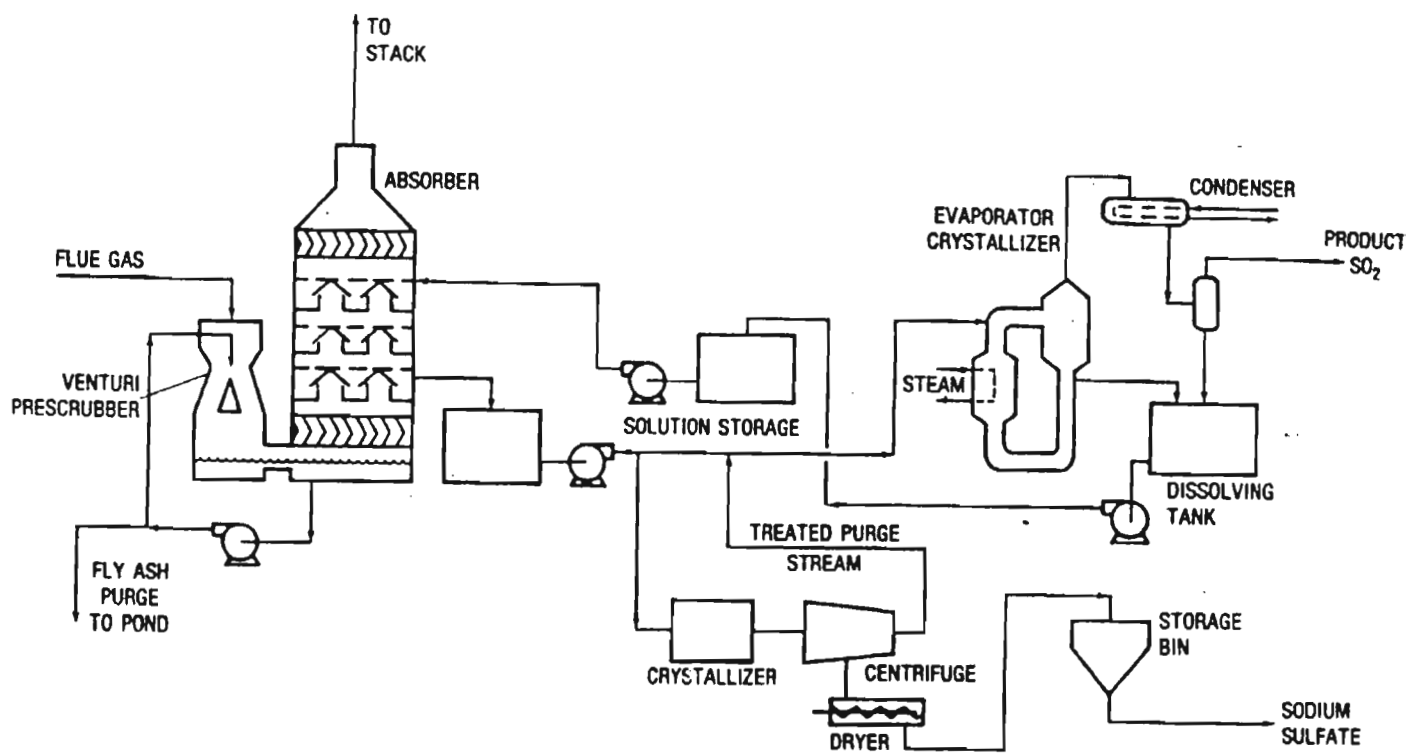 TO
STACK
ABSORBER
FLUE GAS
VENTURI
PRESCRUBBER
FLY ASH
PURGE
TO POND
SOLUTION STORAGE
EVAPORATOR
CRYSTALLIZER
STEAM
CONDENSER
PRODUCT
SO₂
DISSOLVING
TANK
TREATED PURGE
STREAM
CRYSTALLIZER
CENTRIFUGE
DRYER
STORAGE
BIN
SODIUM
SULFATE